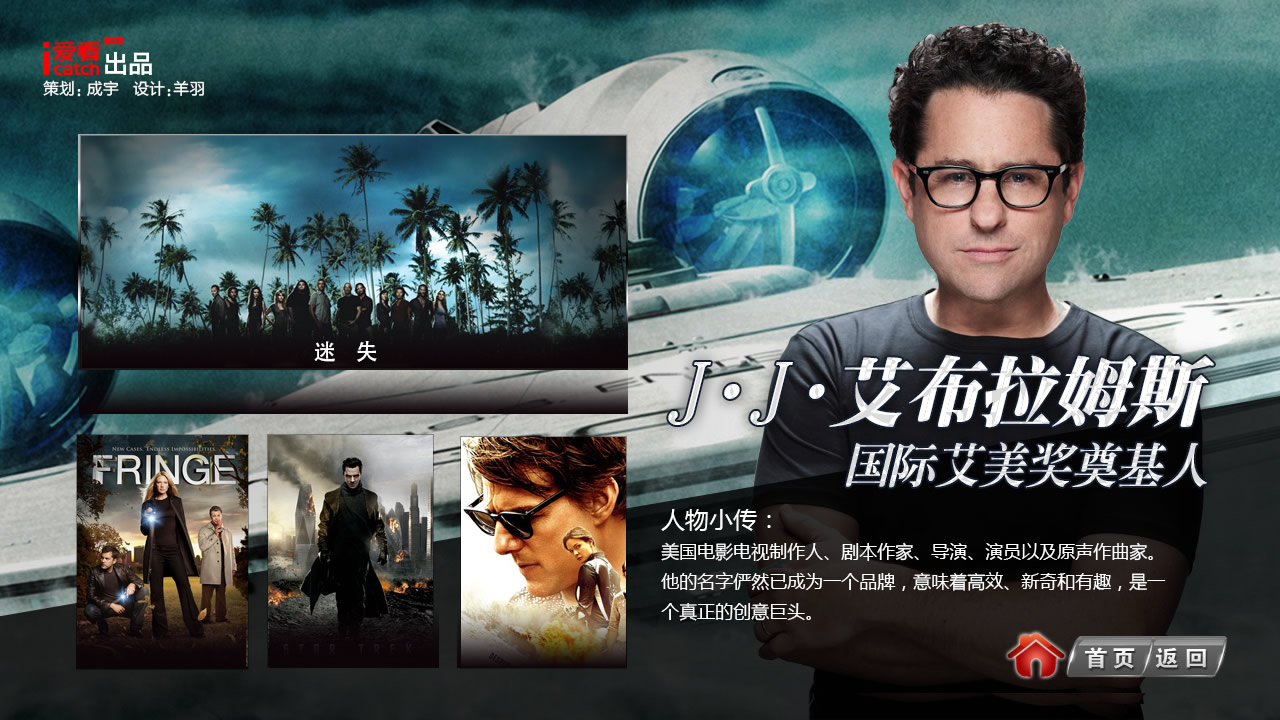 i爱看
catch 出品
策划：成宇 设计：羊羽
迷 失
NEW CASES. ENDLESS IMPOSSIBILITIES.
FRINGE
STAR TREK
J·J·艾布拉姆斯
国际艾美奖奠基人
人物小传：
美国电影电视制作人、剧本作家、导演、演员以及原声作曲家。
他的名字俨然已成为一个品牌，意味着高效、新奇和有趣，是一
个真正的创意巨头。
首页 返回